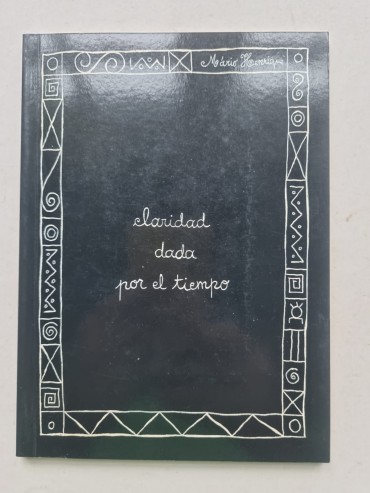 Mário Henrique
claridad
dada
por el tiempo